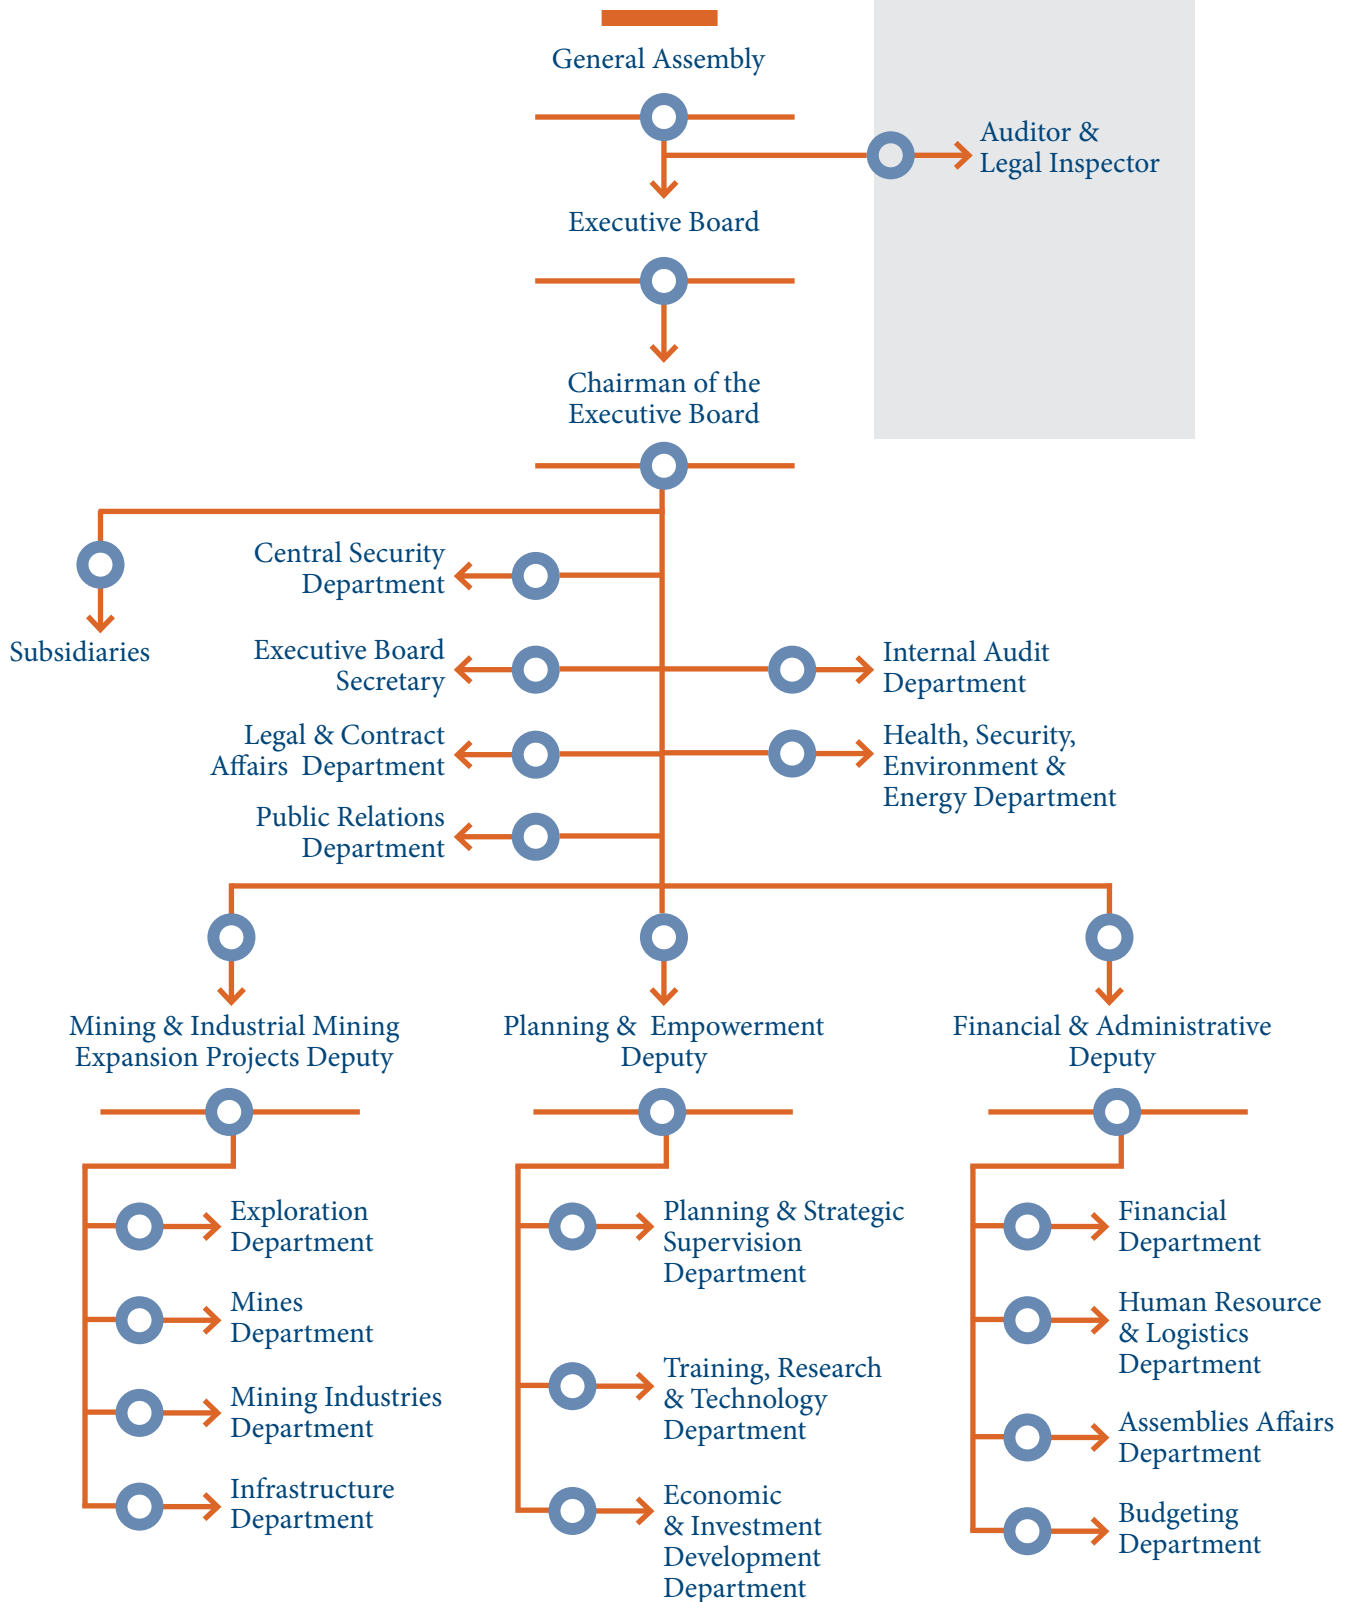 General Assembly
Auditor &
Legal Inspector
Executive Board
Chairman of the
Executive Board
Subsidiaries
Central Security
Department
Executive Board
Secretary
Legal & Contract
Affairs Department
Public Relations
Department
Internal Audit
Department
Health, Security,
Environment &
Energy Department
Mining & Industrial Mining
Expansion Projects Deputy
Exploration
Department
Mines
Department
Mining Industries
Department
Infrastructure
Department
Planning & Empowerment
Deputy
Planning & Strategic
Supervision
Department
Training, Research
& Technology
Department
Economic
& Investment
Development
Department
Financial & Administrative
Deputy
Financial
Department
Human Resource
& Logistics
Department
Assemblies Affairs
Department
Budgeting
Department